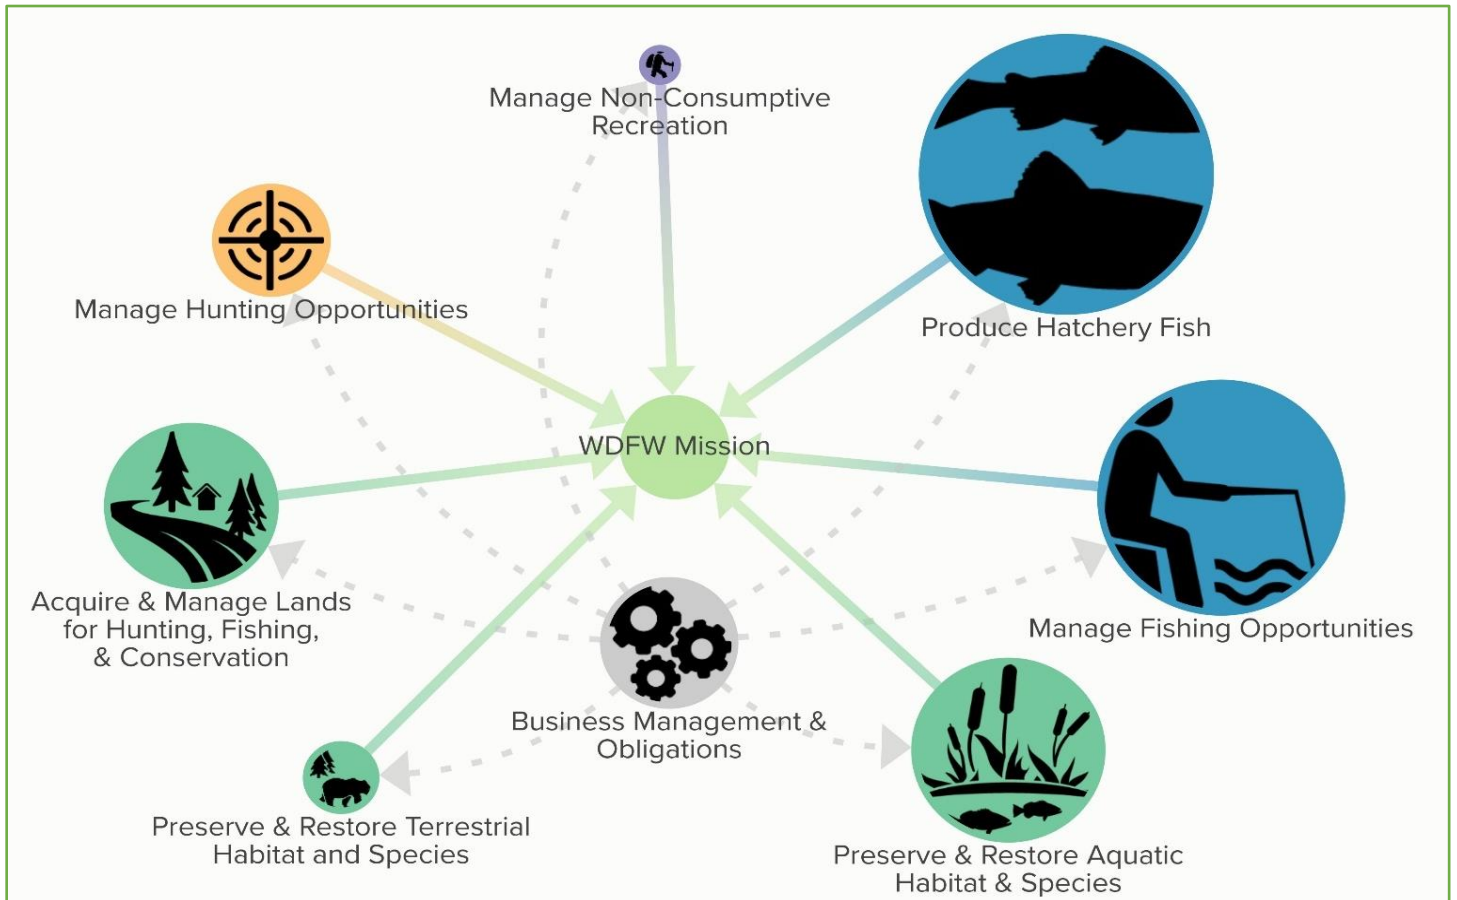 Manage Non-Consumptive
Recreation
Manage Hunting Opportunities
Produce Hatchery Fish
WDFW Mission
Acquire & Manage Lands
for Hunting, Fishing,
& Conservation
Manage Fishing Opportunities
Business Management &
Obligations
Preserve & Restore Terrestrial
Habitat and Species
Preserve & Restore Aquatic
Habitat & Species